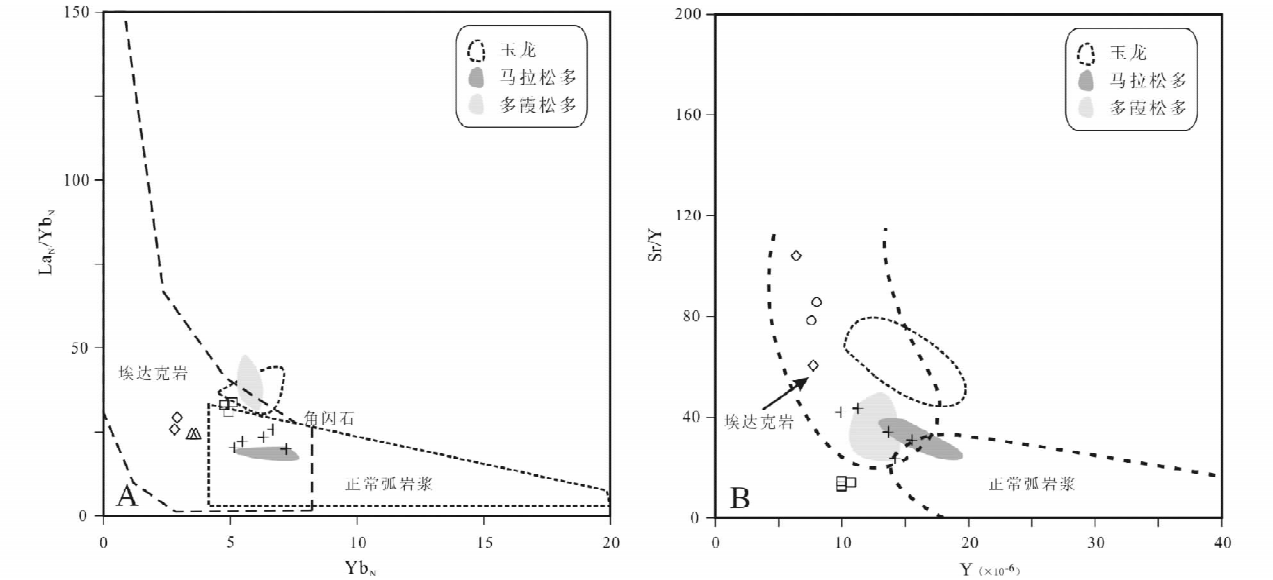 150
100
50
0
La_N/Yb_N
玉龙
马拉松多
多霞松多
埃达克岩
角闪石
正常弧岩浆
A
0 5 10 15 20
Yb_N
200
160
120
80
40
0
Sr/Y
玉龙
马拉松多
多霞松多
埃达克岩
正常弧岩浆
B
0 10 20 30 40
Y (×10⁻⁶)